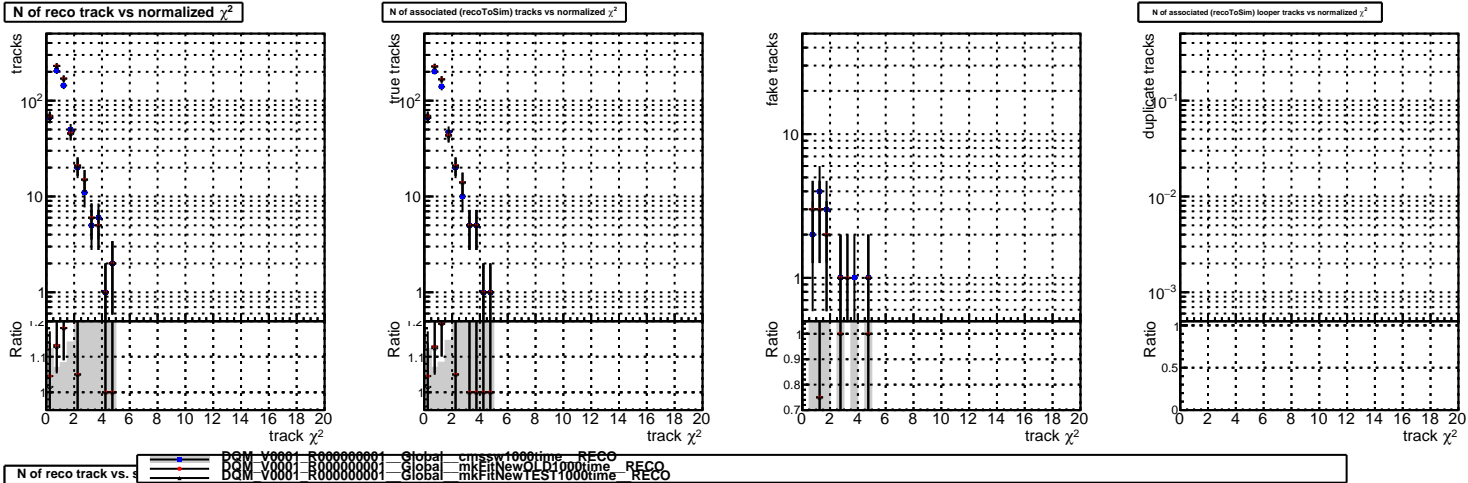 N of reco track vs normalized χ²
N of associated (recoToSim) tracks vs normalized χ²
N of associated (recoToSim) looper tracks vs normalized χ²
tracks
10²
10
1
Ratio
1.2
1.1
1
0 2 4 6 8 10 12 14 16 18 20
track χ²
true tracks
10²
10
1
Ratio
1.2
1.1
1
0 2 4 6 8 10 12 14 16 18 20
track χ²
fake tracks
10
1
Ratio
1
0.9
0.8
0.7
0 2 4 6 8 10 12 14 16 18 20
track χ²
duplicate tracks
10⁻¹
10⁻²
10⁻³
Ratio
1
0.5
0
0 2 4 6 8 10 12 14 16 18 20
track χ²
N of reco track vs.
DQM_V0001_R000000001__Global__cmssw1000time__RECO
DQM_V0001_R000000001__Global__mkFitNewOLD1000time__RECO
DQM_V0001_R000000001__Global__mkFitNewTEST1000time__RECO